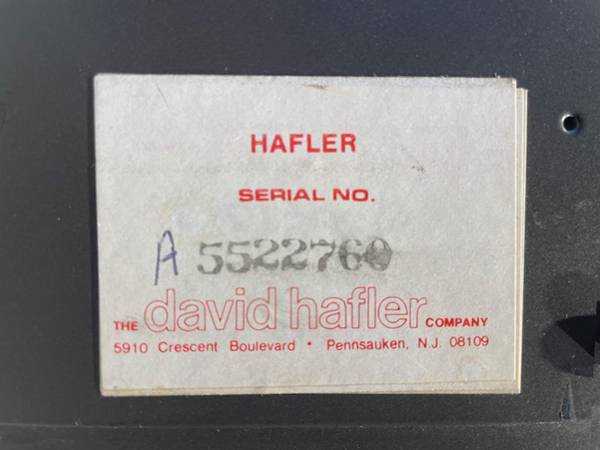 HAFLER
SERIAL NO.
A 5522760
THE david hafler COMPANY
5910 Crescent Boulevard • Pennsauken, N.J. 08109